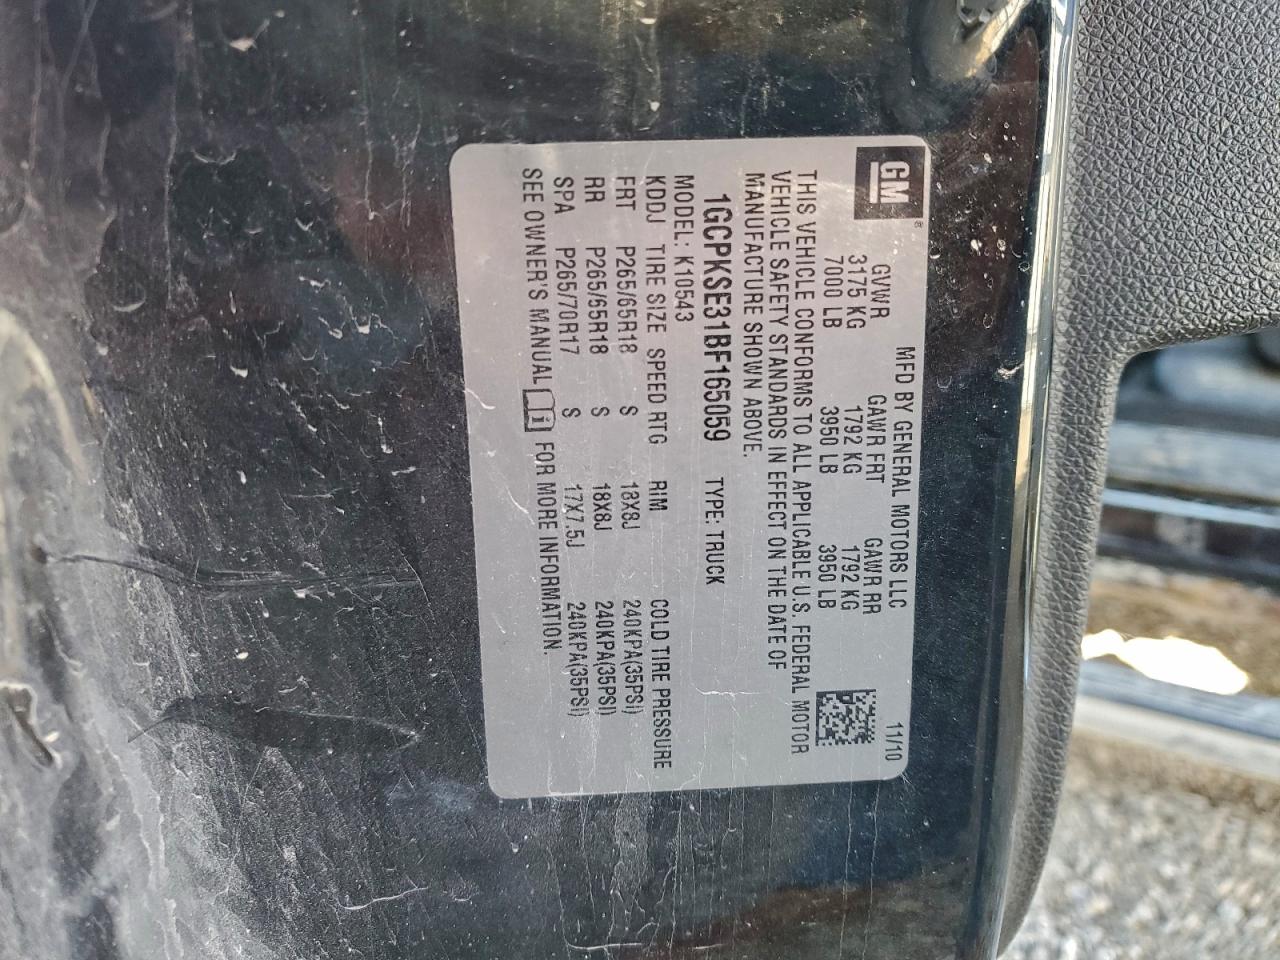 GM®
MFD BY GENERAL MOTORS LLC 11/10
GVWR GAWR FRT GAWR RR
3175 KG 1792 KG 1792 KG
7000 LB 3950 LB 3950 LB
THIS VEHICLE CONFORMS TO ALL APPLICABLE U.S. FEDERAL MOTOR
VEHICLE SAFETY STANDARDS IN EFFECT ON THE DATE OF
MANUFACTURE SHOWN ABOVE.
1GCPKSE31BF165059 TYPE: TRUCK
MODEL: K10543
KDDJ TIRE SIZE SPEED RTG RIM COLD TIRE PRESSURE
FRT P265/65R18 S 18X8J 240KPA(35PSI)
RR P265/65R18 S 18X8J 240KPA(35PSI)
SPA P265/70R17 S 17X7.5J 240KPA(35PSI)
SEE OWNER'S MANUAL i FOR MORE INFORMATION.